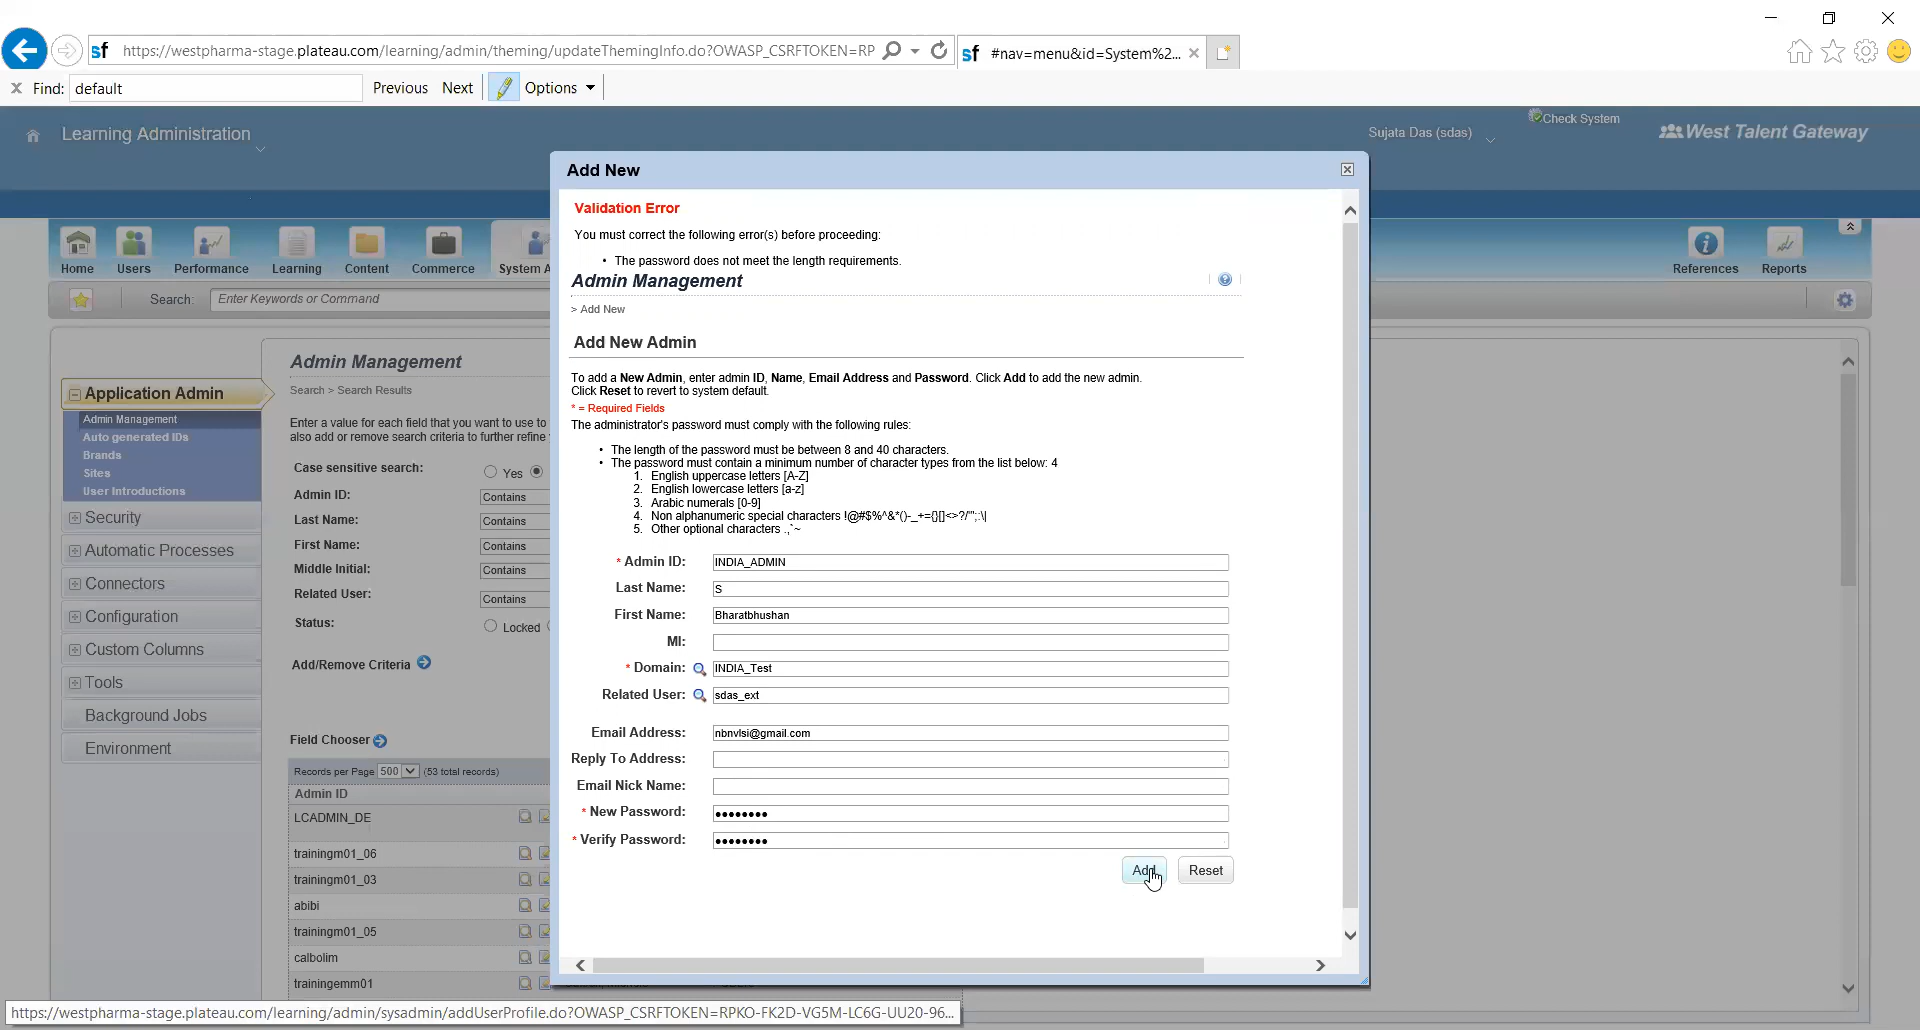 https://westpharma-stage.plateau.com/learning/admin/theming/updateThemingInfo.do?OWASP_CSRFTOKEN=RP
#nav=menu&id=System%2...
Find: default
Previous Next Options
Learning Administration
Sujata Das (sdas)
Check System
West Talent Gateway
Home
Users
Performance
Learning
Content
Commerce
System A
References
Reports
Search: Enter Keywords or Command
Application Admin
Admin Management
Auto generated IDs
Brands
Sites
User Introductions
Security
Automatic Processes
Connectors
Configuration
Custom Columns
Tools
Background Jobs
Environment
Admin Management
Search > Search Results
Enter a value for each field that you want to use to
also add or remove search criteria to further refine
Case sensitive search: Yes
Admin ID: Contains
Last Name: Contains
First Name: Contains
Middle Initial: Contains
Related User: Contains
Status: Locked
Add/Remove Criteria
Field Chooser
Records per Page 500 (53 total records)
Admin ID
LCADMIN_DE
trainingm01_06
trainingm01_03
abibi
trainingm01_05
calbolim
trainingemm01
Add New
Validation Error
You must correct the following error(s) before proceeding:
• The password does not meet the length requirements.
Admin Management
> Add New
Add New Admin
To add a New Admin, enter admin ID, Name, Email Address and Password. Click Add to add the new admin.
Click Reset to revert to system default.
* = Required Fields
The administrator's password must comply with the following rules:
• The length of the password must be between 8 and 40 characters.
• The password must contain a minimum number of character types from the list below: 4
1. English uppercase letters [A-Z]
2. English lowercase letters [a-z]
3. Arabic numerals [0-9]
4. Non alphanumeric special characters !@#$%^&*()-_+={}[]<>?/"';:\|
5. Other optional characters .,`~
* Admin ID: INDIA_ADMIN
Last Name: S
First Name: Bharatbhushan
MI:
* Domain: INDIA_Test
Related User: sdas_ext
Email Address: nbnvlsi@gmail.com
Reply To Address:
Email Nick Name:
* New Password: ●●●●●●●●
* Verify Password: ●●●●●●●●
Add Reset
https://westpharma-stage.plateau.com/learning/admin/sysadmin/addUserProfile.do?OWASP_CSRFTOKEN=RPKO-FK2D-VG5M-LC6G-UU20-96...